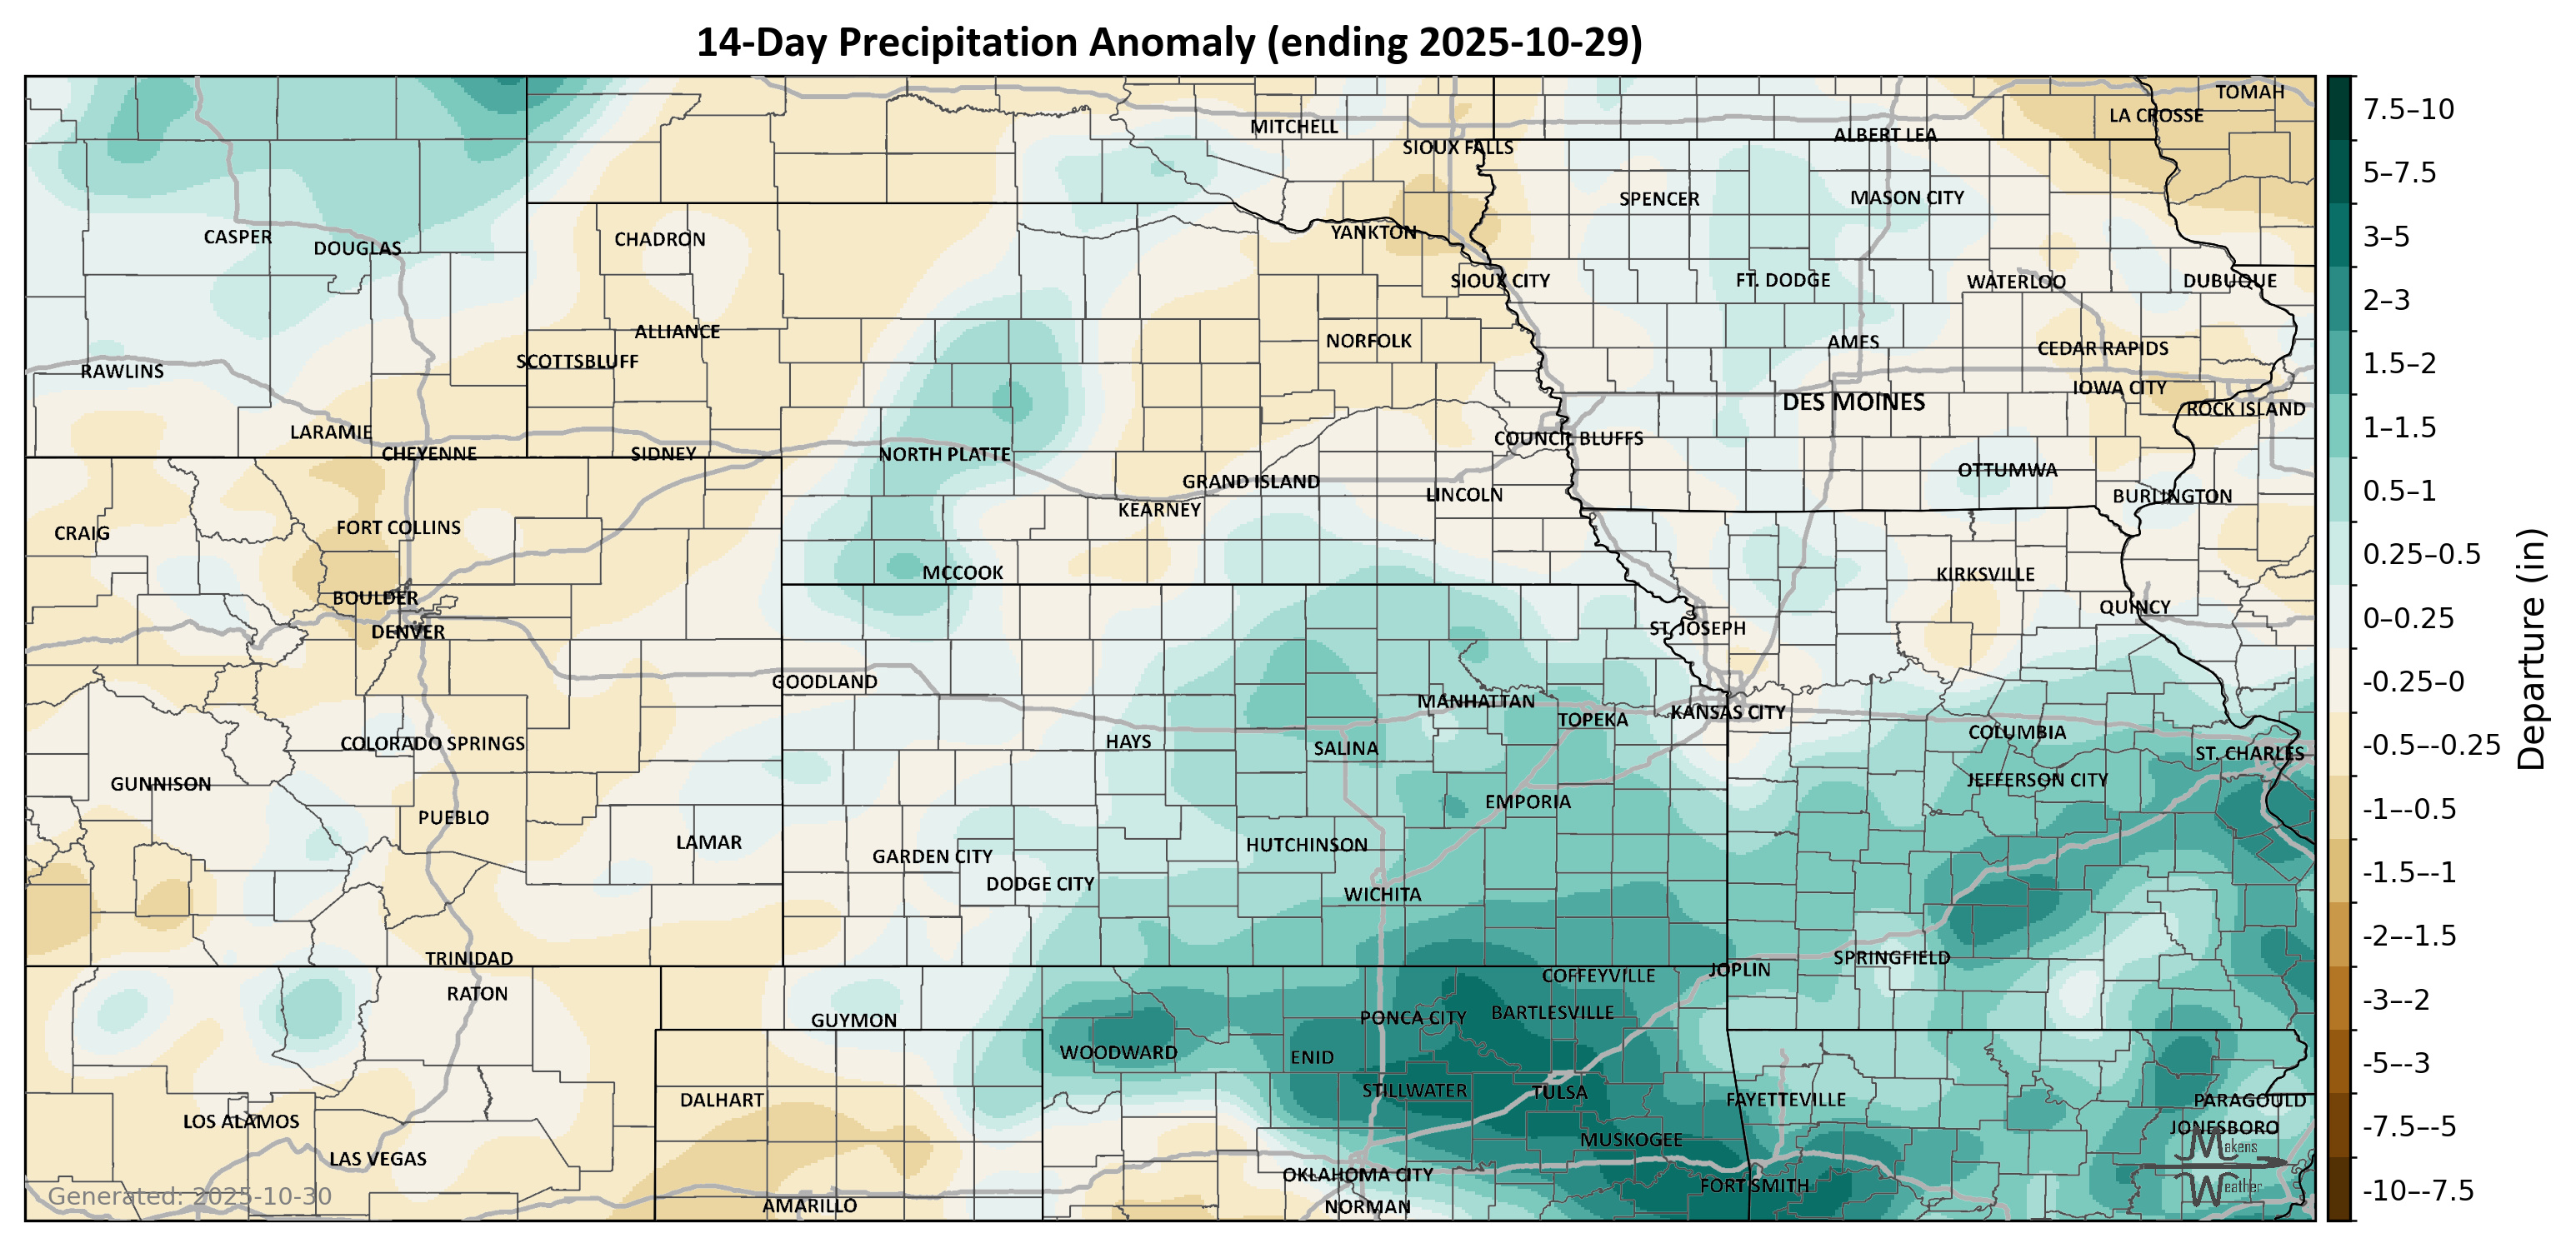 14-Day Precipitation Anomaly (ending 2025-10-29)
TOMAH
LA CROSSE
MITCHELL
ALBERT LEA
SIOUX FALLS
SPENCER
MASON CITY
YANKTON
CASPER
CHADRON
DOUGLAS
SIOUX CITY
FT. DODGE
WATERLOO
DUBUQUE
ALLIANCE
NORFOLK
AMES
CEDAR RAPIDS
SCOTTSBLUFF
RAWLINS
IOWA CITY
DES MOINES
ROCK ISLAND
LARAMIE
COUNCIL BLUFFS
CHEYENNE
SIDNEY
NORTH PLATTE
OTTUMWA
GRAND ISLAND
LINCOLN
BURLINGTON
KEARNEY
FORT COLLINS
CRAIG
MCCOOK
KIRKSVILLE
BOULDER
QUINCY
DENVER
ST. JOSEPH
GOODLAND
MANHATTAN
KANSAS CITY
TOPEKA
COLUMBIA
COLORADO SPRINGS
HAYS
SALINA
ST. CHARLES
GUNNISON
JEFFERSON CITY
EMPORIA
PUEBLO
LAMAR
HUTCHINSON
GARDEN CITY
DODGE CITY
WICHITA
TRINIDAD
SPRINGFIELD
JOPLIN
COFFEYVILLE
RATON
BARTLESVILLE
PONCA CITY
GUYMON
WOODWARD
ENID
STILLWATER
TULSA
DALHART
FAYETTEVILLE
PARAGOULD
LOS ALAMOS
JONESBORO
MUSKOGEE
LAS VEGAS
OKLAHOMA CITY
FORT SMITH
AMARILLO
NORMAN
Generated: 2025-10-30
Makens
Weather
7.5–10
5–7.5
3–5
2–3
1.5–2
1–1.5
0.5–1
0.25–0.5
0–0.25
-0.25–0
-0.5–-0.25
-1–-0.5
-1.5–-1
-2–-1.5
-3–-2
-5–-3
-7.5–-5
-10–-7.5
Departure (in)